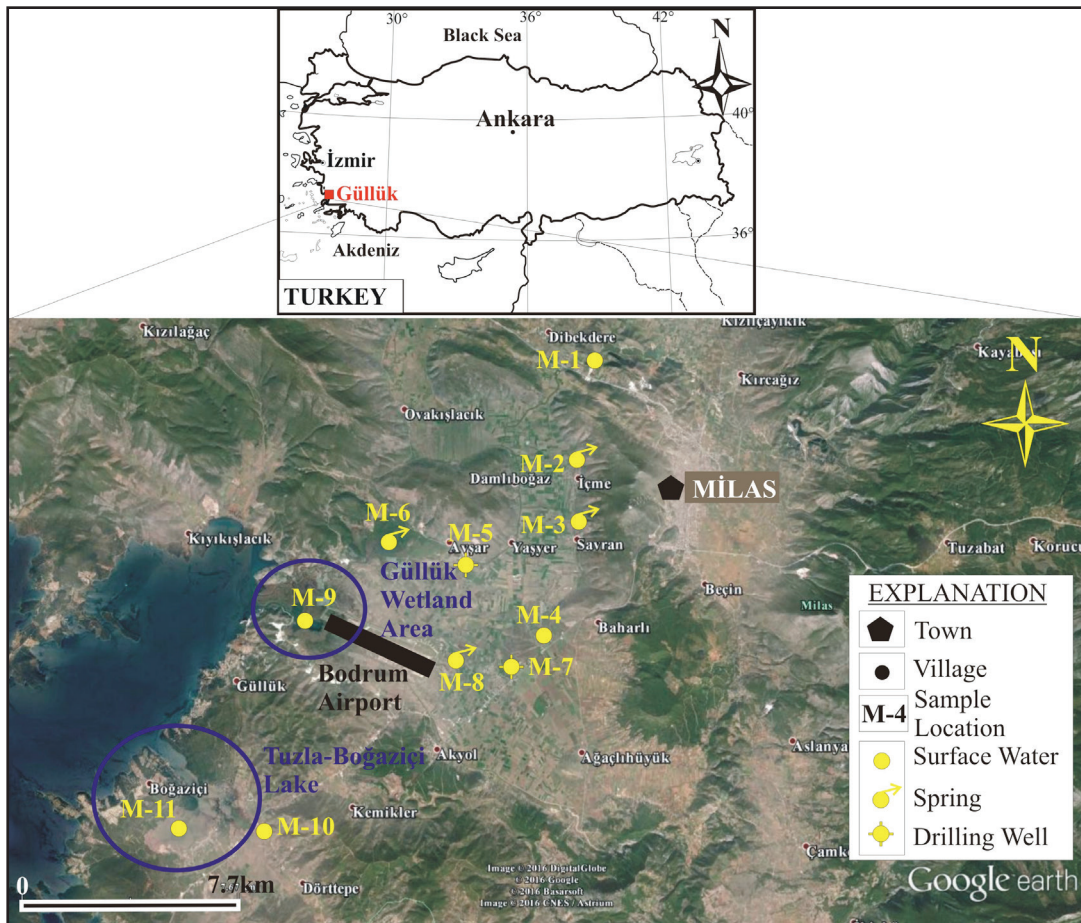 30°
36°
42°
Black Sea
N
40°
Ankara
İzmir
Güllük
36°
Akdeniz
TURKEY
Kızılağaç
Dibekdere
Kızılçayıkık
M-1
Kırcağız
N
Ovakışlacık
M-2
Damlıboğaz
İçme
MİLAS
M-6
M-5
M-3
Kıyıkışlacık
Avşar
Yaşyer
Savran
Tuzabat
Korucu
Güllük
Wetland
Area
Beçin
M-9
M-4
Milas
Baharlı
EXPLANATION
Town
Village
M-4
Sample
Location
Surface Water
Spring
Drilling Well
Bodrum
Airport
M-8
M-7
Güllük
Akyol
Ağaçlıhüyük
Aslanya
Tuzla-Boğaziçi
Lake
Boğaziçi
M-11
Kemikler
M-10
Çamk
0
7.7km
Dörttepe
Image © 2016 DigitalGlobe
© 2016 Google
© 2016 Basarsoft
Image © 2016 CNES / Astrium
Google earth